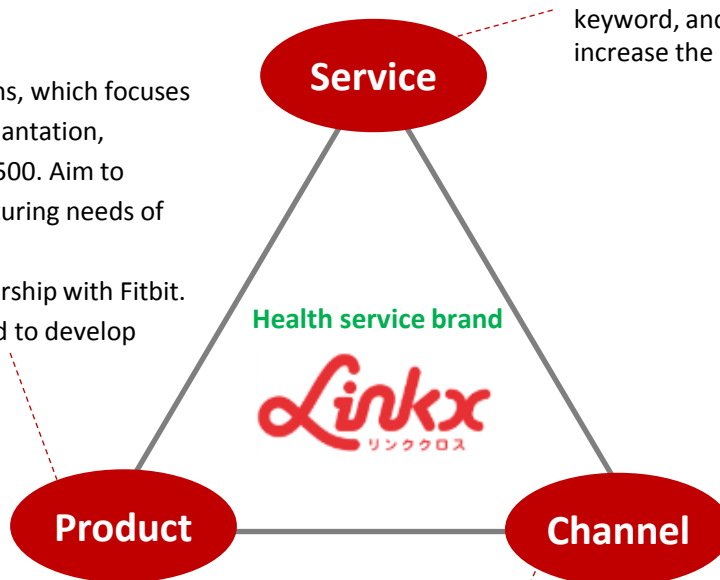 keyword, and
increase the
Service
ns, which focuses
antation,
500. Aim to
turing needs of
rship with Fitbit.
d to develop
Health service brand
Linkx
リンククロス
Product
Channel